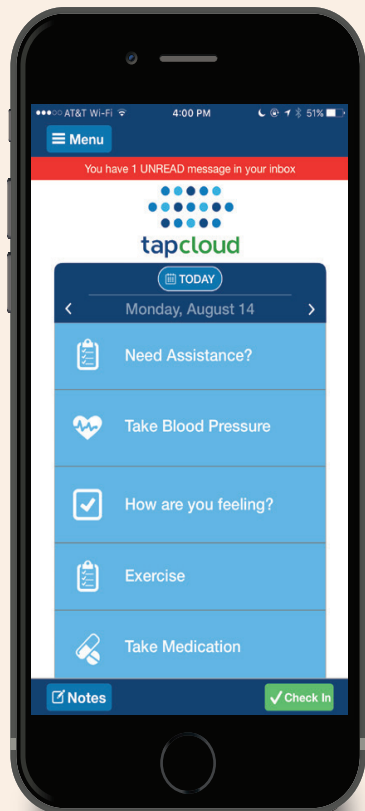 AT&T Wi-Fi 4:00 PM 51%
Menu
You have 1 UNREAD message in your inbox
tapcloud
TODAY
Monday, August 14
Need Assistance?
Take Blood Pressure
How are you feeling?
Exercise
Take Medication
Notes Check In